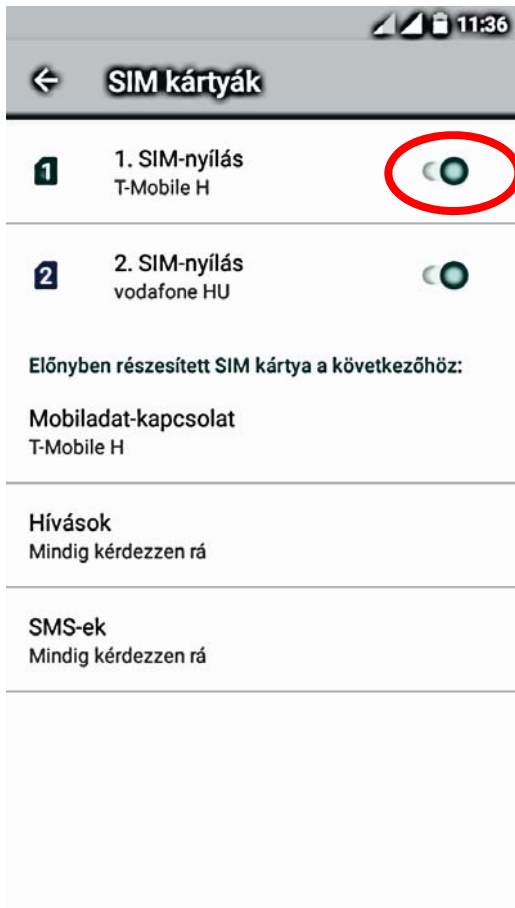 11:36
SIM kártyák
1
1. SIM-nyílás
T-Mobile H
2
2. SIM-nyílás
vodafone HU
Előnyben részesített SIM kártya a következőhöz:
Mobiladat-kapcsolat
T-Mobile H
Hívások
Mindig kérdezzen rá
SMS-ek
Mindig kérdezzen rá